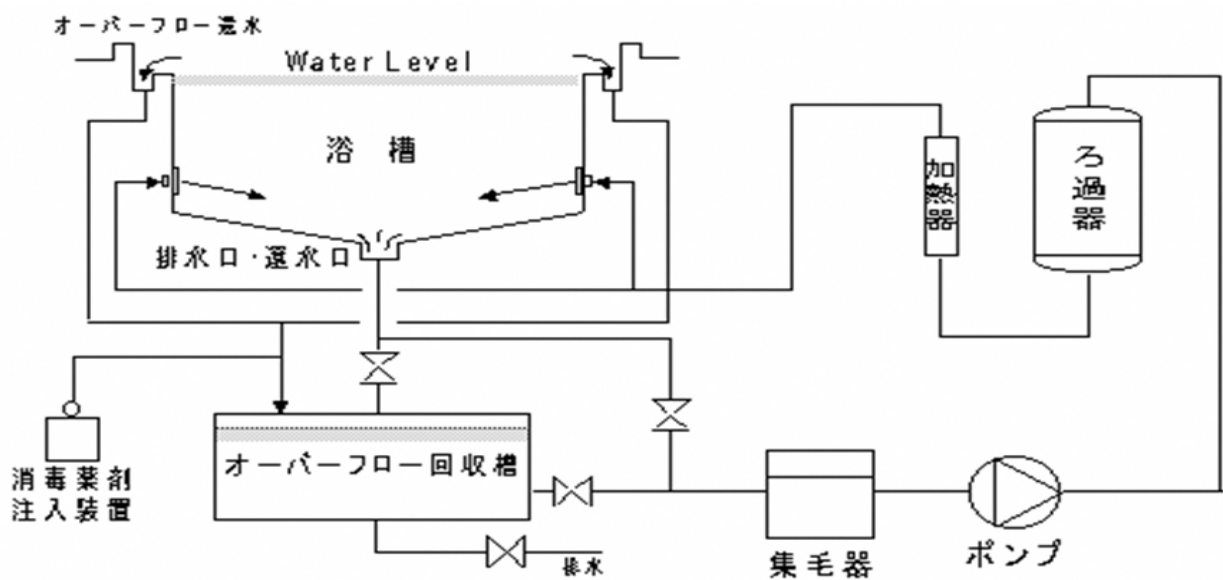 オーバーフロー還水
Water Level
浴槽
加熱器
ろ過器
排水口・還水口
消毒薬剤
注入装置
オーバーフロー回収槽
排水
集毛器
ポンプ